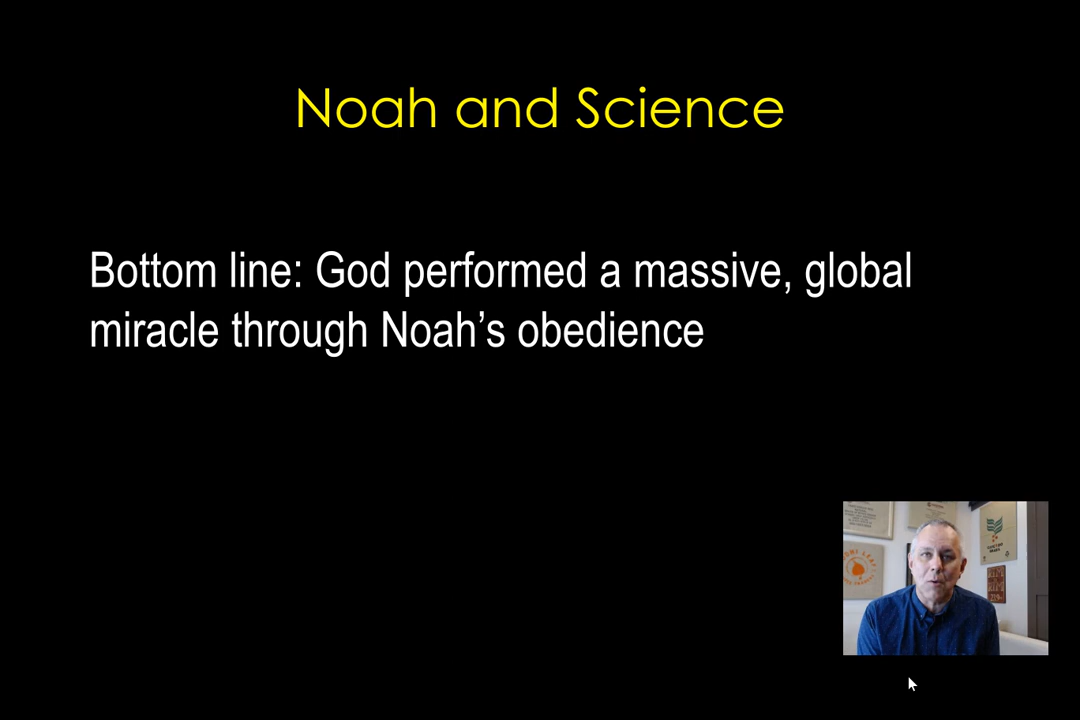 Noah and Science
Bottom line: God performed a massive, global
miracle through Noah’s obedience